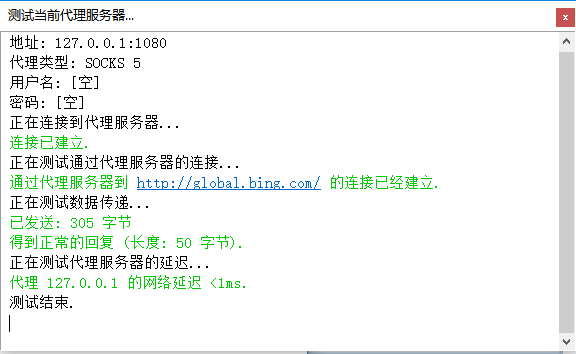 测试当前代理服务器...
地址: 127.0.0.1:1080
代理类型: SOCKS 5
用户名: [空]
密码: [空]
正在连接到代理服务器...
连接已建立.
正在测试通过代理服务器的连接...
通过代理服务器到 http://global.bing.com/ 的连接已经建立.
正在测试数据传递...
已发送: 305 字节
得到正常的回复 (长度: 50 字节).
正在测试代理服务器的延迟...
代理 127.0.0.1 的网络延迟 <1ms.
测试结束.